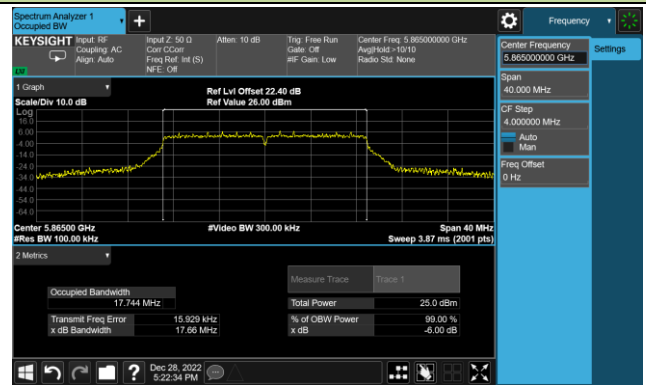 Spectrum Analyzer 1
Occupied BW
Frequency
KEYSIGHT
Input: RF
Coupling: AC
Align: Auto
Input Z: 50 Ω
Corr CCorr
Freq Ref: Int (S)
NFE: Off
Atten: 10 dB
Trig: Free Run
Gate: Off
#IF Gain: Low
Center Freq: 5.865000000 GHz
Avg|Hold:>10/10
Radio Std: None
Center Frequency
5.865000000 GHz
Settings
Span
40.000 MHz
CF Step
4.000000 MHz
Auto
Man
Freq Offset
0 Hz
1 Graph
Scale/Div 10.0 dB
Ref Lvl Offset 22.40 dB
Ref Value 26.00 dBm
Log
16.0
6.00
-4.00
-14.0
-24.0
-34.0
-44.0
-54.0
-64.0
Center 5.86500 GHz
#Video BW 300.00 kHz
Span 40 MHz
#Res BW 100.00 kHz
Sweep 3.87 ms (2001 pts)
2 Metrics
Measure Trace
Trace 1
Occupied Bandwidth
17.744 MHz
Total Power
25.0 dBm
Transmit Freq Error
15.929 kHz
% of OBW Power
99.00 %
x dB Bandwidth
17.66 MHz
x dB
-6.00 dB
Dec 28, 2022
5:22:34 PM